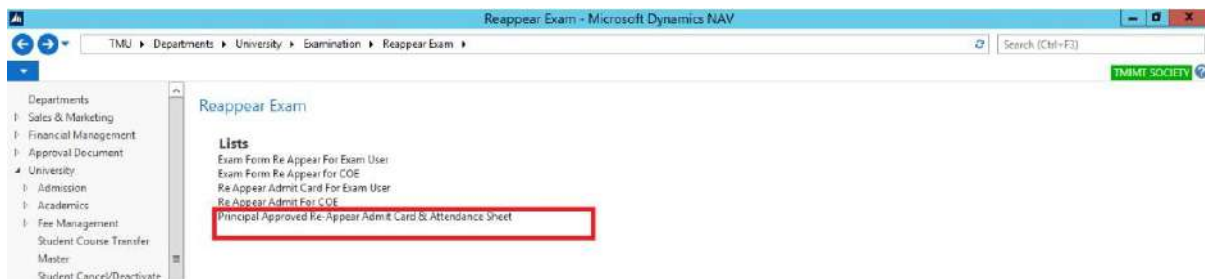 Reappear Exam - Microsoft Dynamics NAV
TMU Departments University Examination Reappear Exam
Search (Ctrl+F3)
TMIMT SOCIETY
Departments
Sales & Marketing
Financial Management
Approval Document
University
Admission
Academics
Fee Management
Student Course Transfer
Master
Student Cancel/Deactivate
Reappear Exam
Lists
Exam Form Re Appear For Exam User
Exam Form Re Appear for COE
Re Appear Admit Card For Exam User
Re Appear Admit For COE
Principal Approved Re-Appear Admit Card & Attendance Sheet